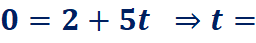 0 = 2 + 5t ⇒ t =